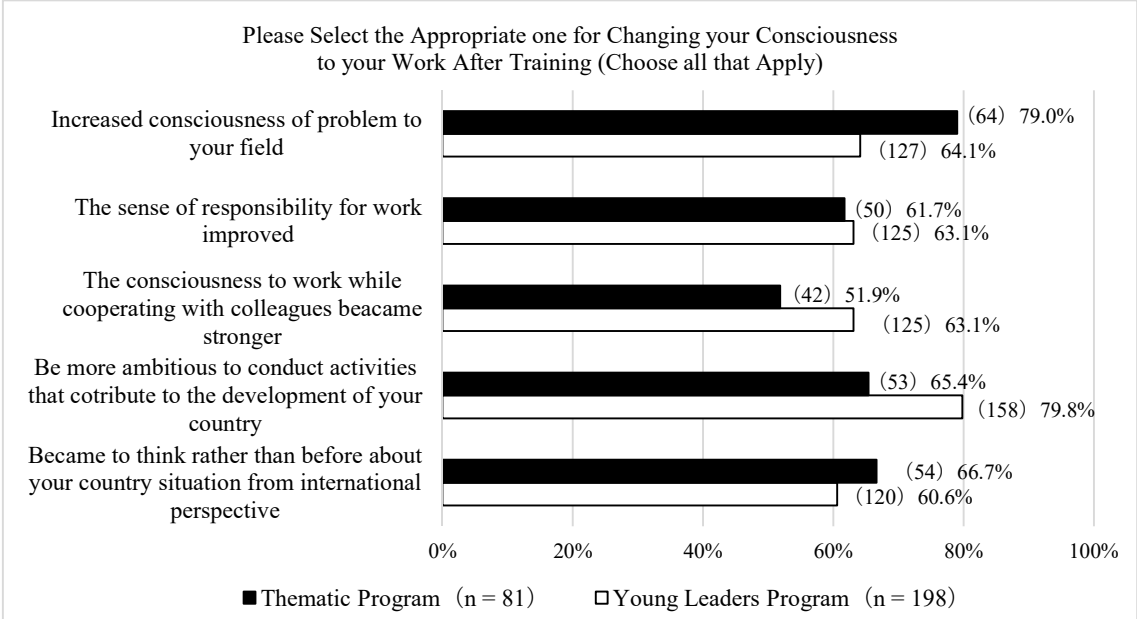 Please Select the Appropriate one for Changing your Consciousness
to your Work After Training (Choose all that Apply)
Increased consciousness of problem to
your field
（64） 79.0%
（127） 64.1%
The sense of responsibility for work
improved
（50） 61.7%
（125） 63.1%
The consciousness to work while
cooperating with colleagues beacame
stronger
（42） 51.9%
（125） 63.1%
Be more ambitious to conduct activities
that cotribute to the development of your
country
（53） 65.4%
（158） 79.8%
Became to think rather than before about
your country situation from international
perspective
（54） 66.7%
（120） 60.6%
0% 20% 40% 60% 80% 100%
Thematic Program （n = 81） Young Leaders Program （n = 198）